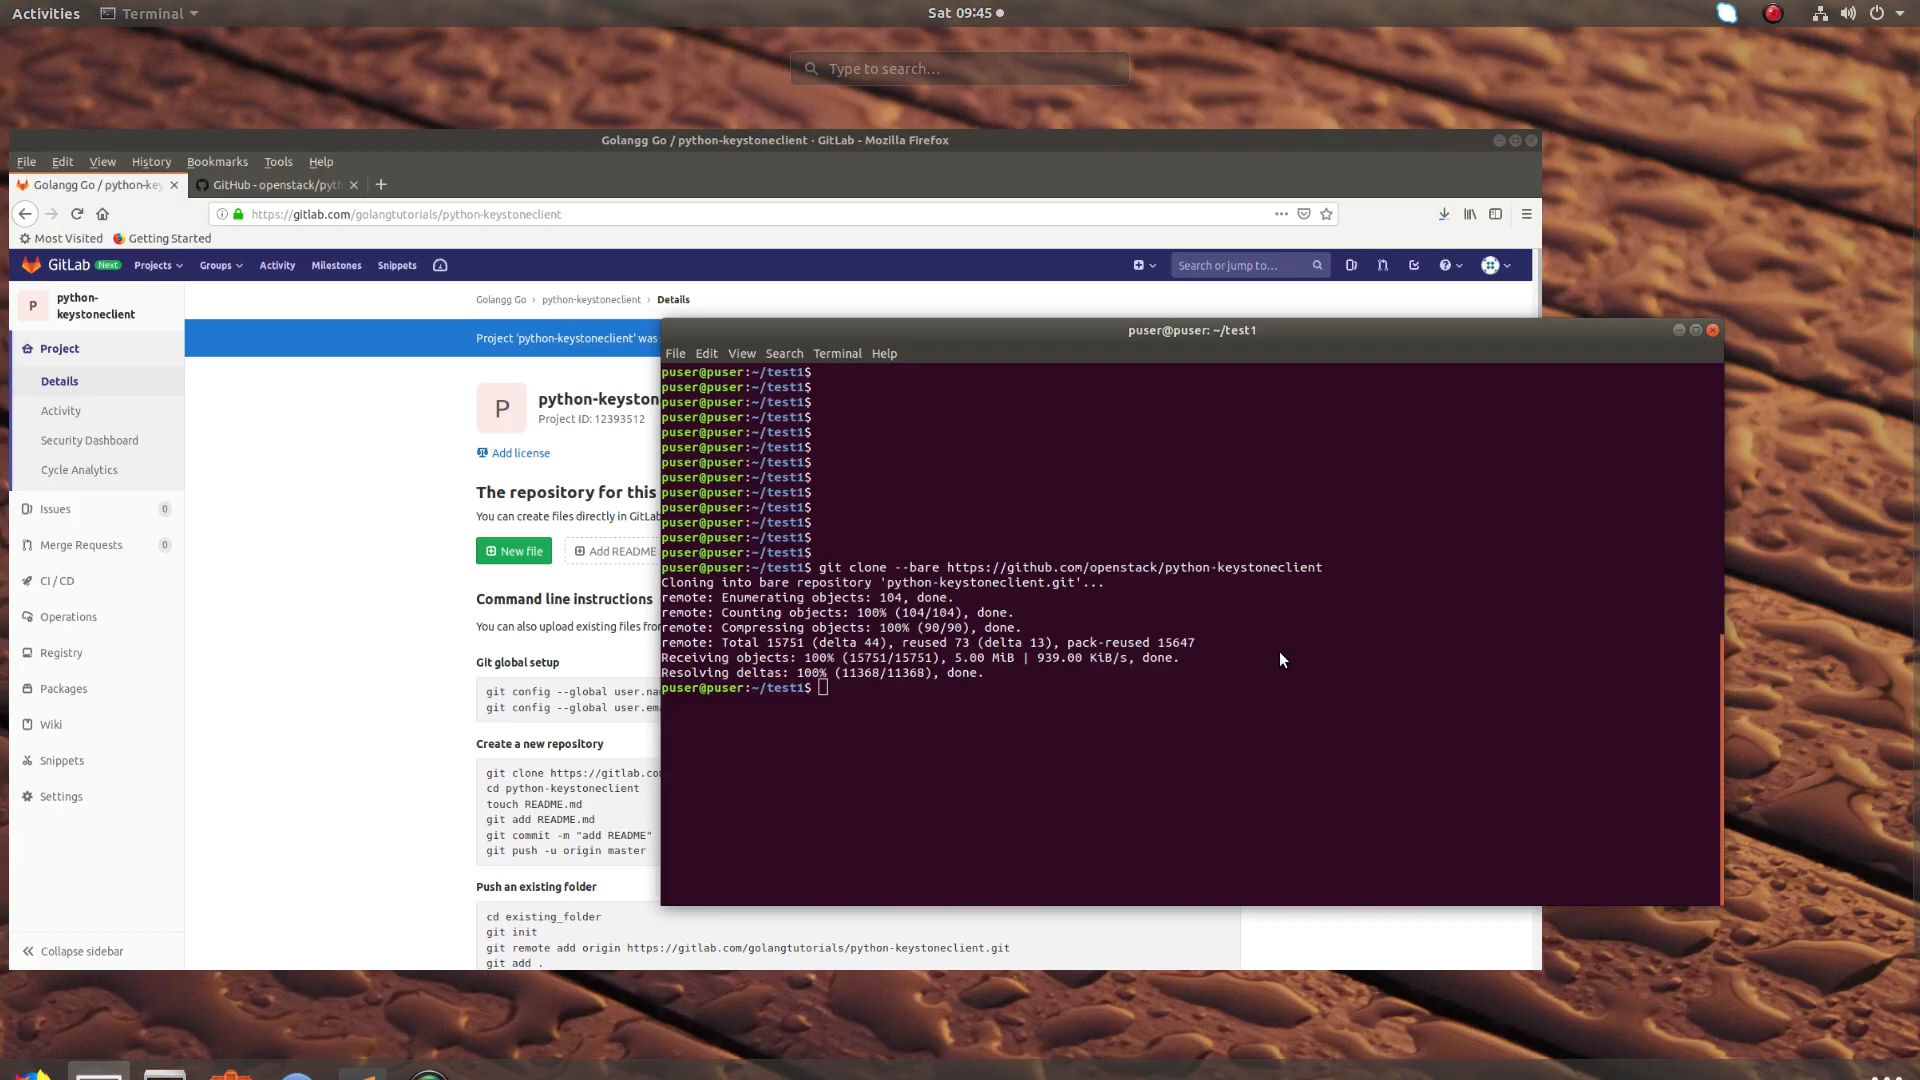 Activities
Terminal
Sat 09:45
Type to search…
Golangg Go / python-keystoneclient · GitLab - Mozilla Firefox
File Edit View History Bookmarks Tools Help
Golangg Go / python-key
GitHub - openstack/pyth
https://gitlab.com/golangtutorials/python-keystoneclient
Most Visited
Getting Started
GitLab Next Projects Groups Activity Milestones Snippets
Search or jump to…
P
python-keystoneclient
Project
Details
Activity
Security Dashboard
Cycle Analytics
Issues 0
Merge Requests 0
CI / CD
Operations
Registry
Packages
Wiki
Snippets
Settings
Collapse sidebar
Golangg Go › python-keystoneclient › Details
Project 'python-keystoneclient' was
P
python-keyston
Project ID: 12393512
Add license
The repository for this
You can create files directly in GitLab
New file
Add README
Command line instructions
You can also upload existing files fro
Git global setup
git config --global user.na
git config --global user.ema
Create a new repository
git clone https://gitlab.co
cd python-keystoneclient
touch README.md
git add README.md
git commit -m "add README"
git push -u origin master
Push an existing folder
cd existing_folder
git init
git remote add origin https://gitlab.com/golangtutorials/python-keystoneclient.git
git add .
puser@puser: ~/test1
File Edit View Search Terminal Help
puser@puser:~/test1$
puser@puser:~/test1$
puser@puser:~/test1$
puser@puser:~/test1$
puser@puser:~/test1$
puser@puser:~/test1$
puser@puser:~/test1$
puser@puser:~/test1$
puser@puser:~/test1$
puser@puser:~/test1$
puser@puser:~/test1$
puser@puser:~/test1$
puser@puser:~/test1$
puser@puser:~/test1$ git clone --bare https://github.com/openstack/python-keystoneclient
Cloning into bare repository 'python-keystoneclient.git'...
remote: Enumerating objects: 104, done.
remote: Counting objects: 100% (104/104), done.
remote: Compressing objects: 100% (90/90), done.
remote: Total 15751 (delta 44), reused 73 (delta 13), pack-reused 15647
Receiving objects: 100% (15751/15751), 5.00 MiB | 939.00 KiB/s, done.
Resolving deltas: 100% (11368/11368), done.
puser@puser:~/test1$